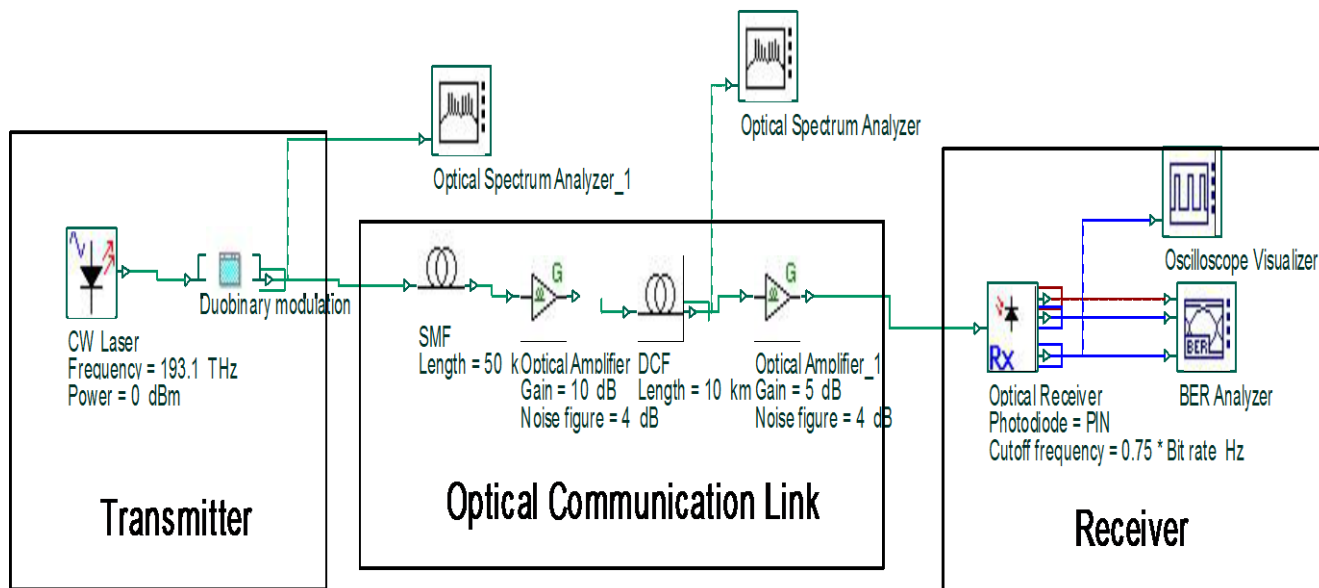 Optical Spectrum Analyzer
Optical Spectrum Analyzer_1
Oscilloscope Visualizer
Duobinary modulation
CW Laser
Frequency = 193.1 THz
Power = 0 dBm
SMF
Length = 50 k
G
Optical Amplifier
Gain = 10 dB
Noise figure = 4 dB
DCF
Length = 10 km
G
Optical Amplifier_1
Gain = 5 dB
Noise figure = 4 dB
Rx
Optical Receiver
Photodiode = PIN
Cutoff frequency = 0.75 * Bit rate Hz
BER
BER Analyzer
Transmitter
Optical Communication Link
Receiver